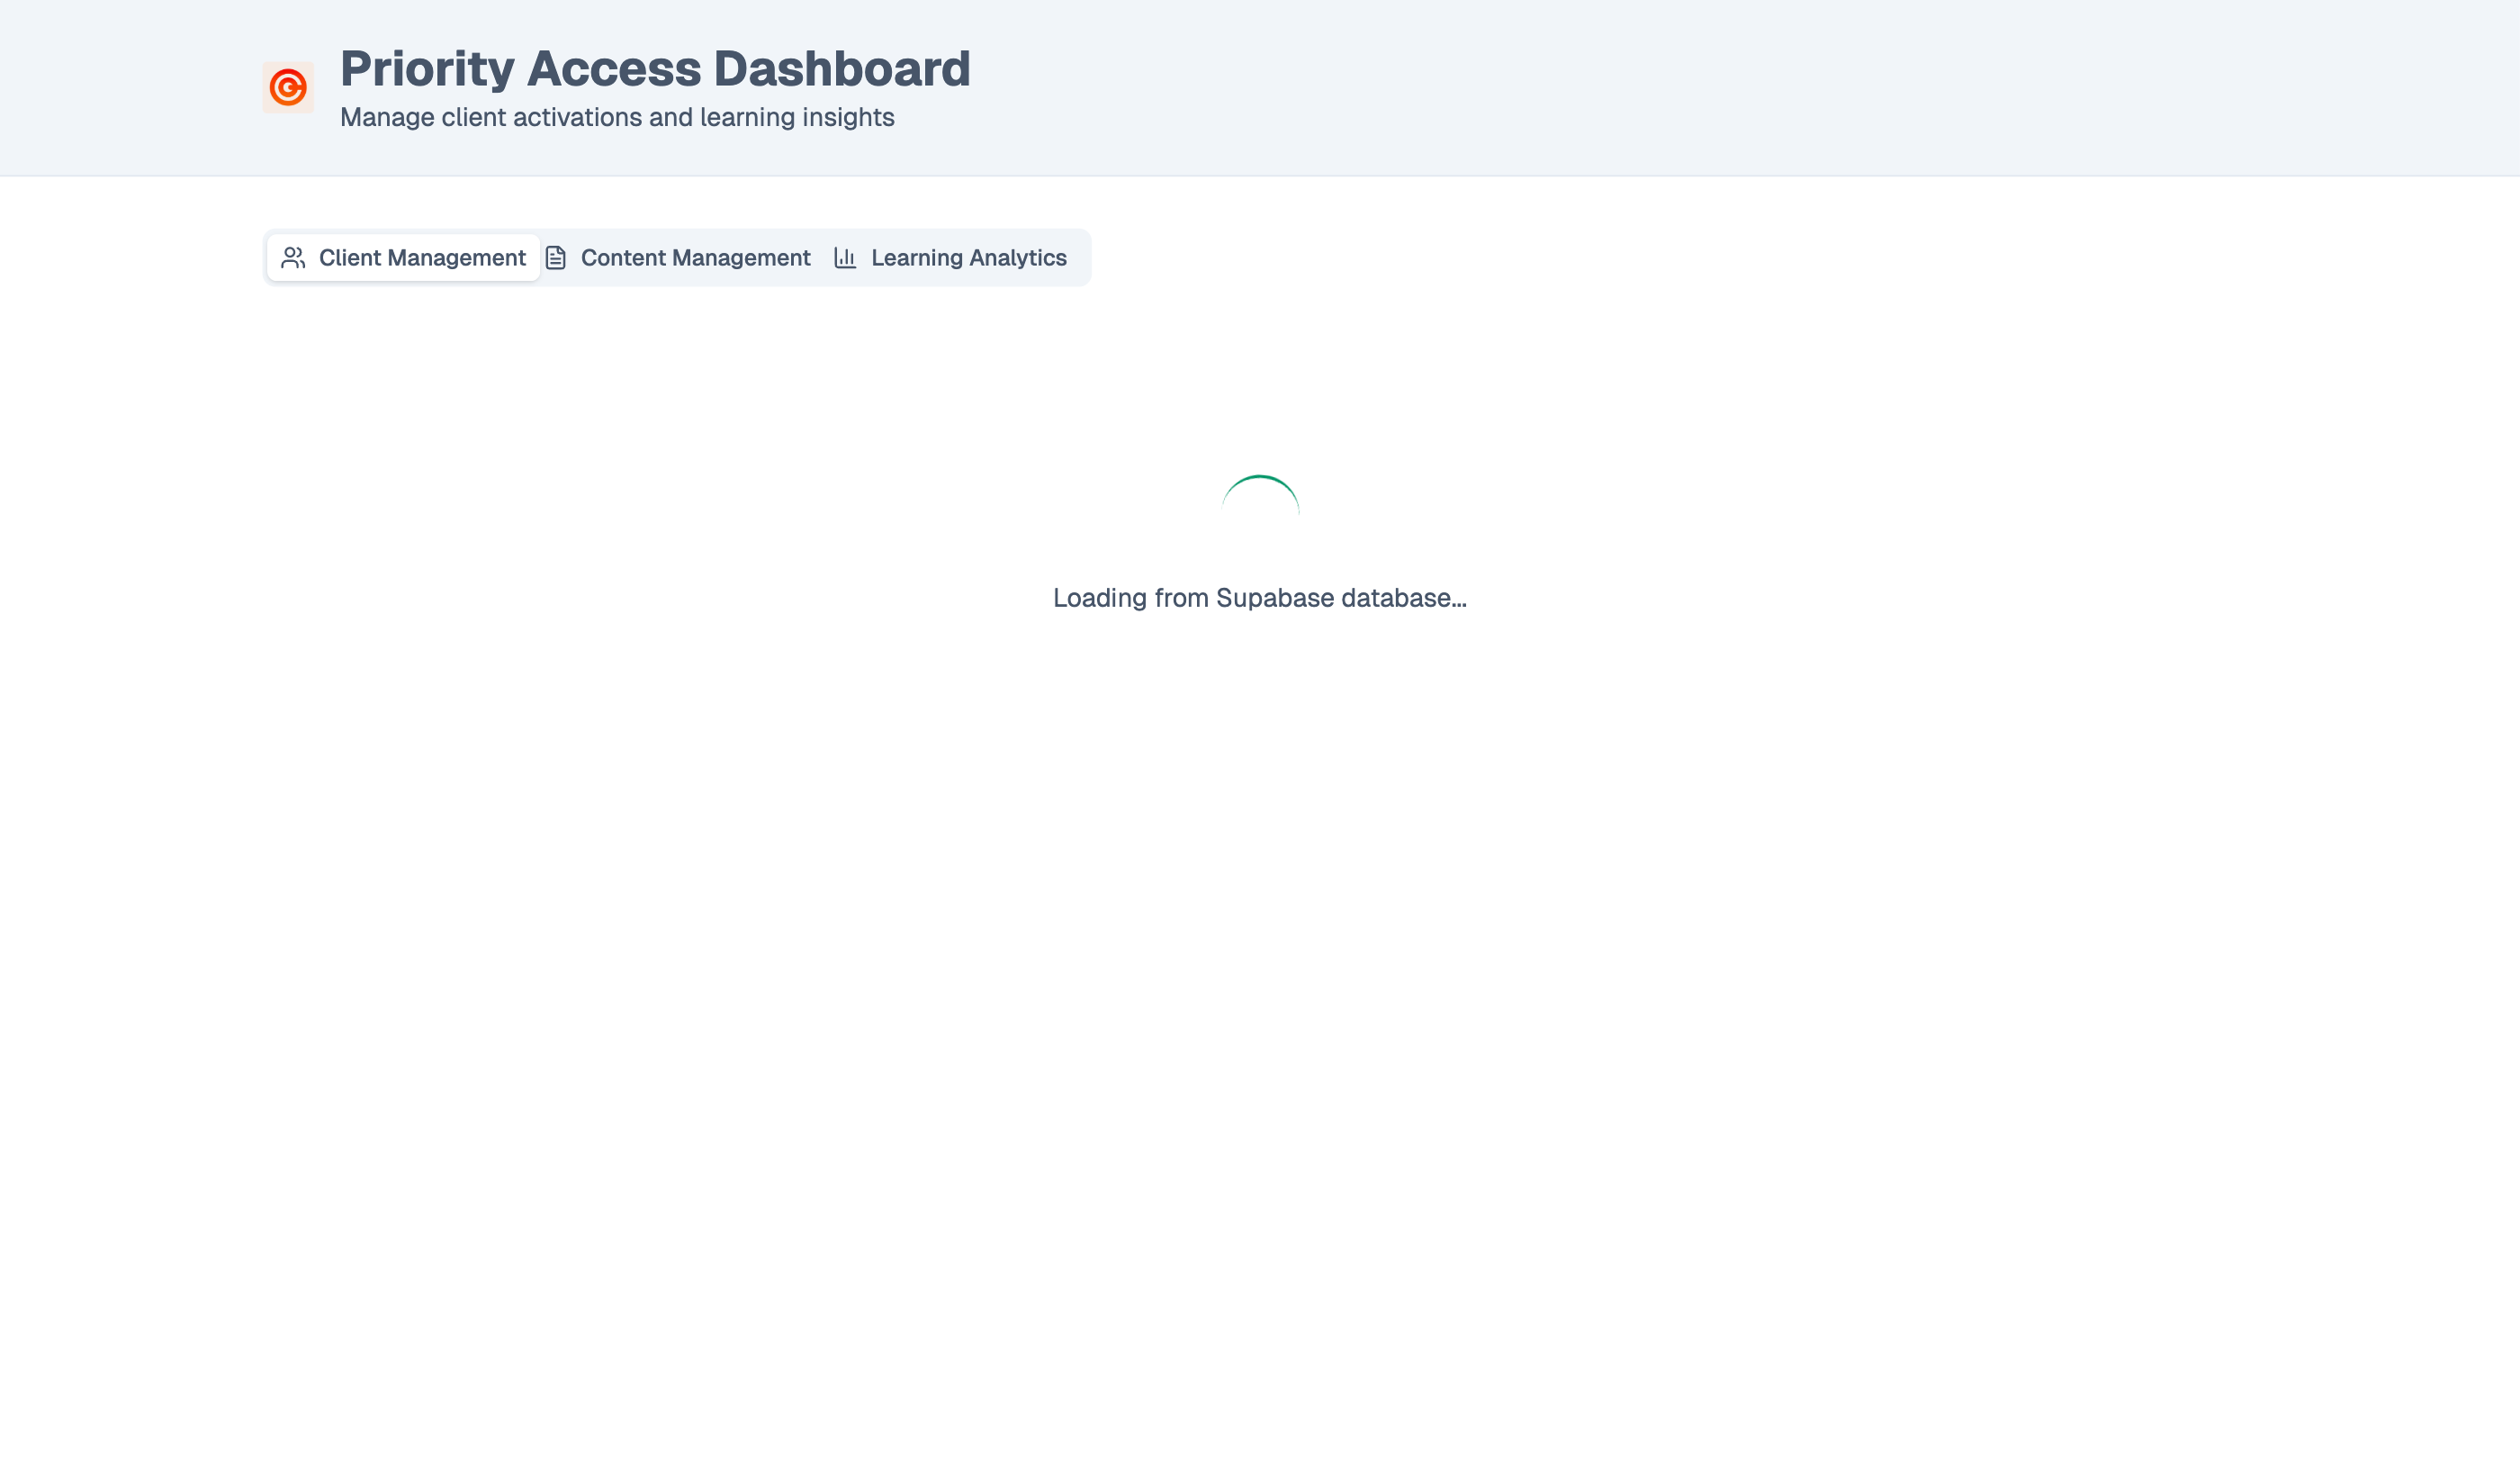 Priority Access Dashboard
Manage client activations and learning insights
Client Management Content Management Learning Analytics
Loading from Supabase database...